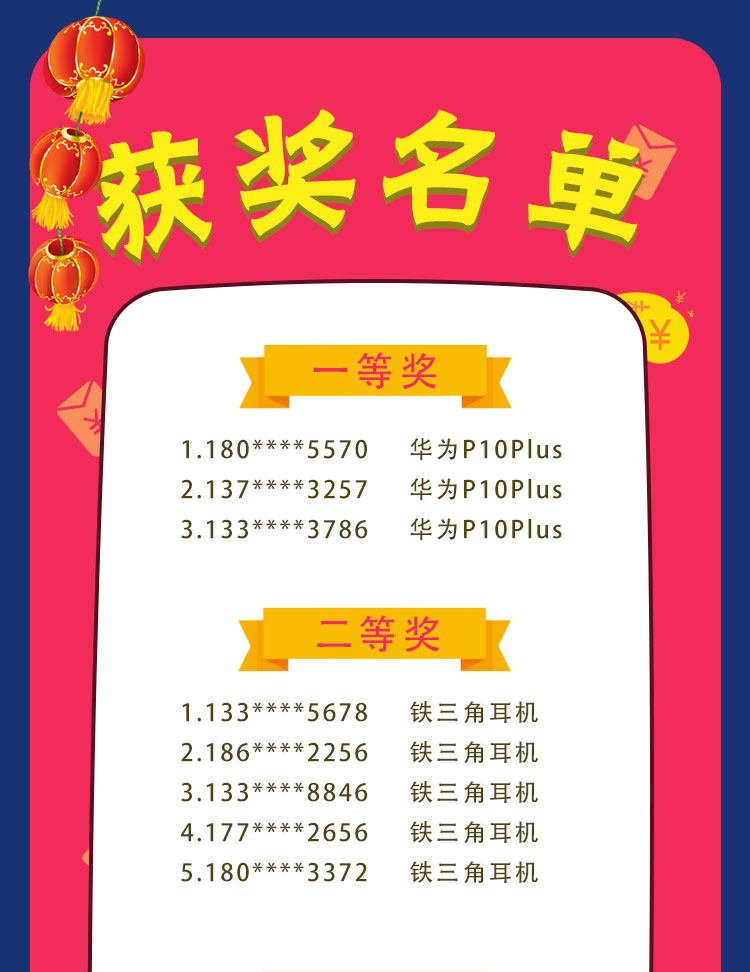 获奖名单
一等奖
1.180****5570 华为P10Plus
2.137****3257 华为P10Plus
3.133****3786 华为P10Plus
二等奖
1.133****5678 铁三角耳机
2.186****2256 铁三角耳机
3.133****8846 铁三角耳机
4.177****2656 铁三角耳机
5.180****3372 铁三角耳机